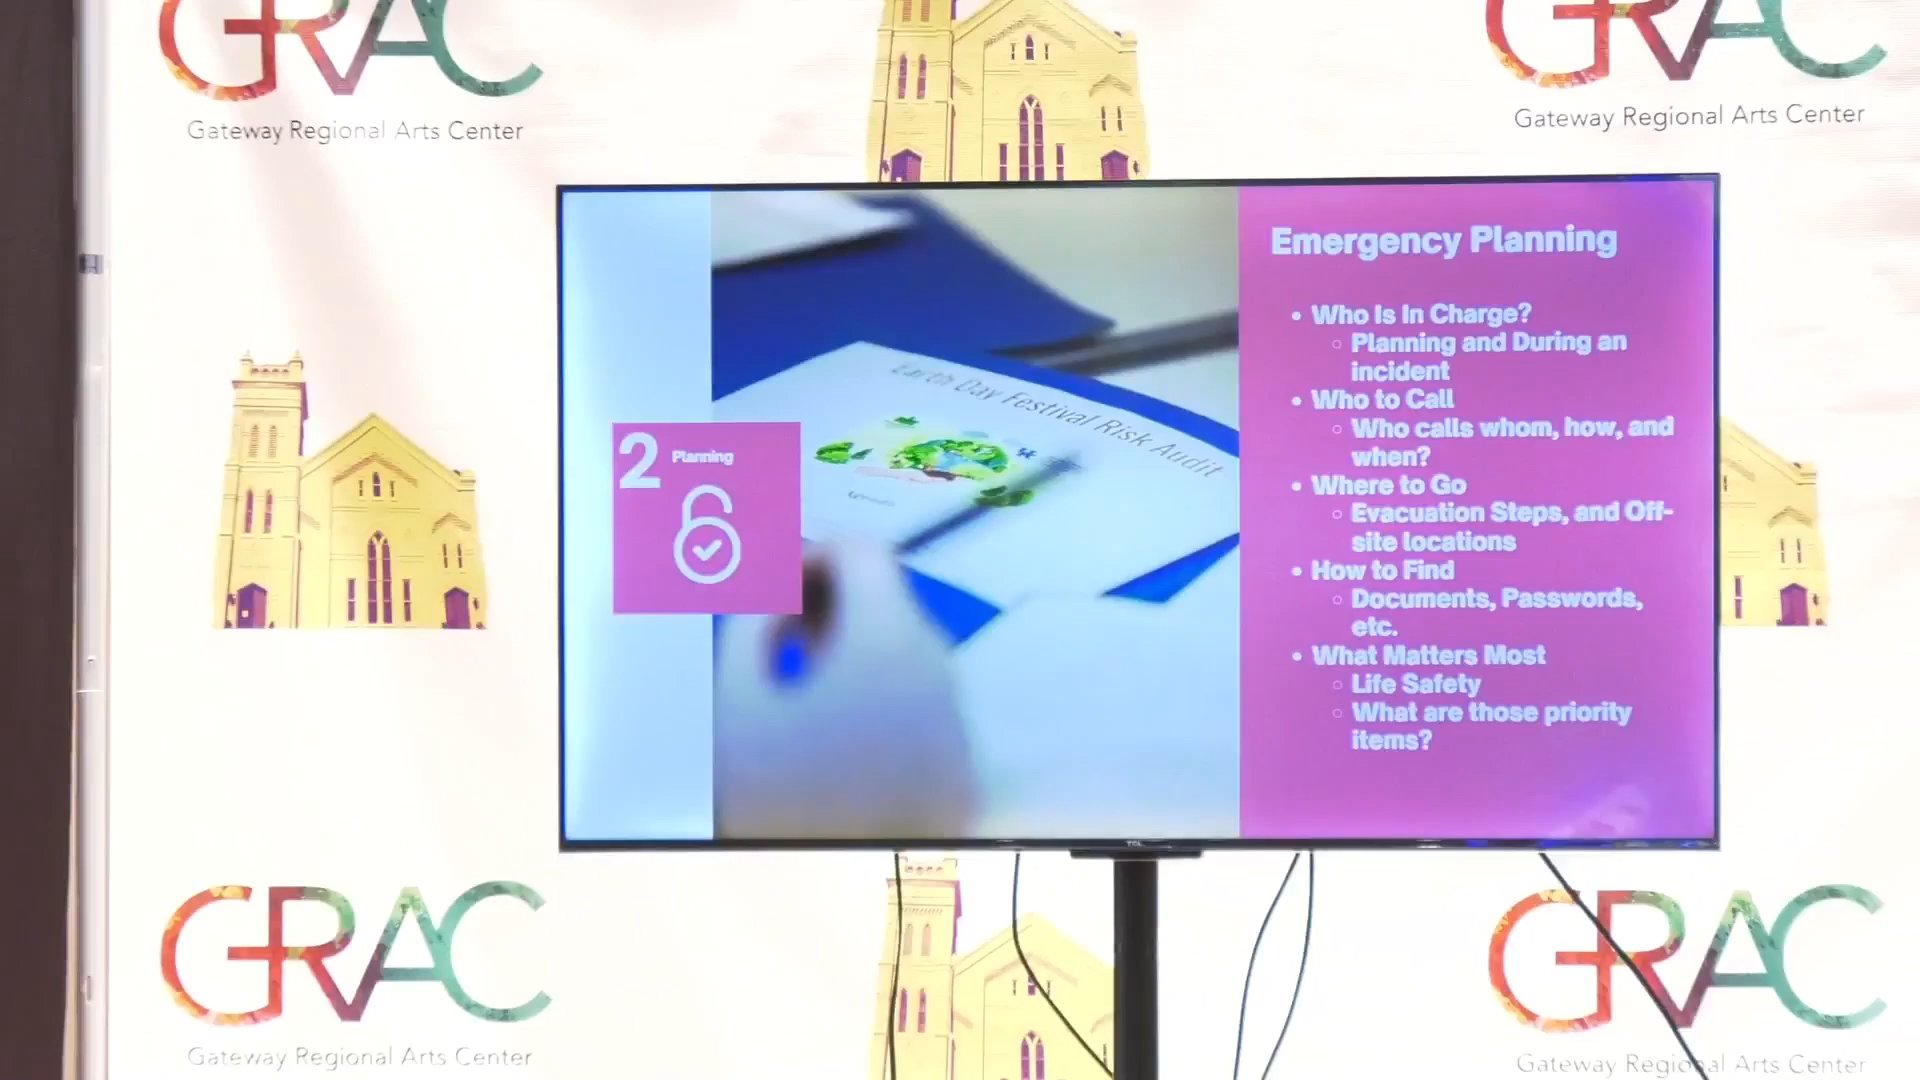 GRAC
Gateway Regional Arts Center
GRAC
Gateway Regional Arts Center
Emergency Planning
• Who Is In Charge?
○ Planning and During an
incident
• Who to Call
○ Who calls whom, how, and
when?
• Where to Go
○ Evacuation Steps, and Off-
site locations
• How to Find
○ Documents, Passwords,
etc.
• What Matters Most
○ Life Safety
○ What are those priority
items?
2 Planning
Earth Day Festival Risk Audit
TCL
GRAC
Gateway Regional Arts Center
GRAC
Gateway Regional Arts Center